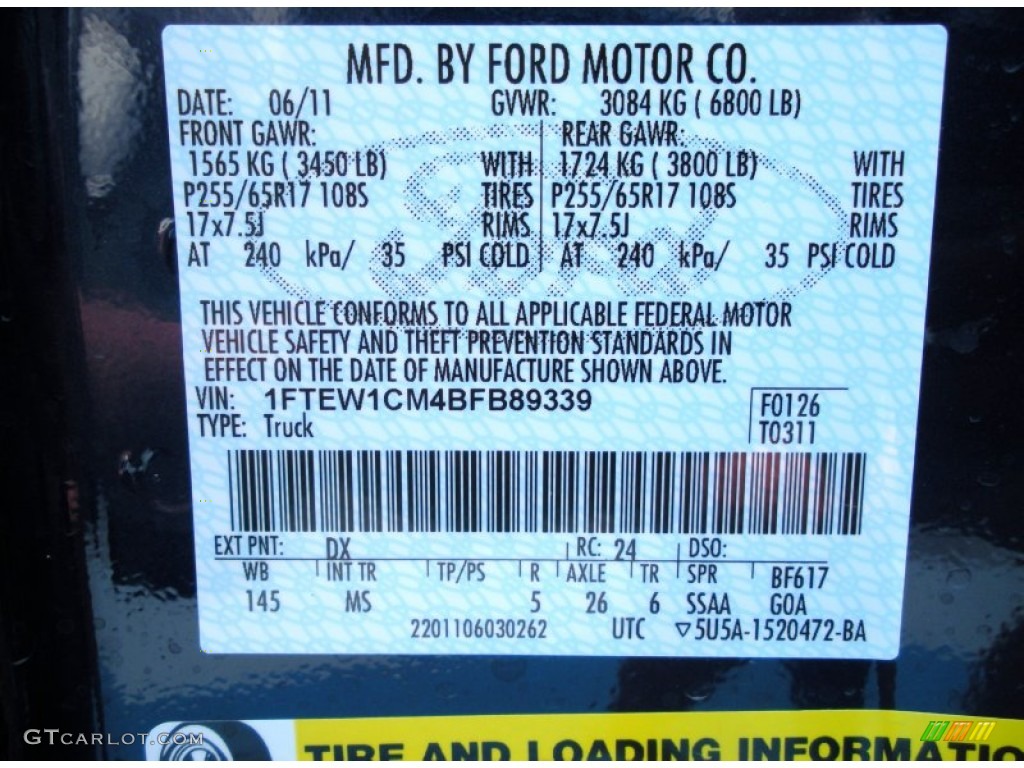 MFD. BY FORD MOTOR CO.
DATE: 06/11 GVWR: 3084 KG ( 6800 LB)
FRONT GAWR: REAR GAWR:
1565 KG ( 3450 LB) WITH 1724 KG ( 3800 LB) WITH
P255/65R17 108S TIRES P255/65R17 108S TIRES
17x7.5J RIMS 17x7.5J RIMS
AT 240 kPa/ 35 PSI COLD AT 240 kPa/ 35 PSI COLD
Ford
THIS VEHICLE CONFORMS TO ALL APPLICABLE FEDERAL MOTOR
VEHICLE SAFETY AND THEFT PREVENTION STANDARDS IN
EFFECT ON THE DATE OF MANUFACTURE SHOWN ABOVE.
VIN: 1FTEW1CM4BFB89339 F0126
TYPE: Truck T0311
EXT PNT: DX RC: 24 DSO:
WB INT TR TP/PS R AXLE TR SPR BF617
145 MS 5 26 6 SSAA GOA
2201106030262 UTC ▽5U5A-1520472-BA
GTCARLOT.COM
TIRE AND LOADING INFORMATIO